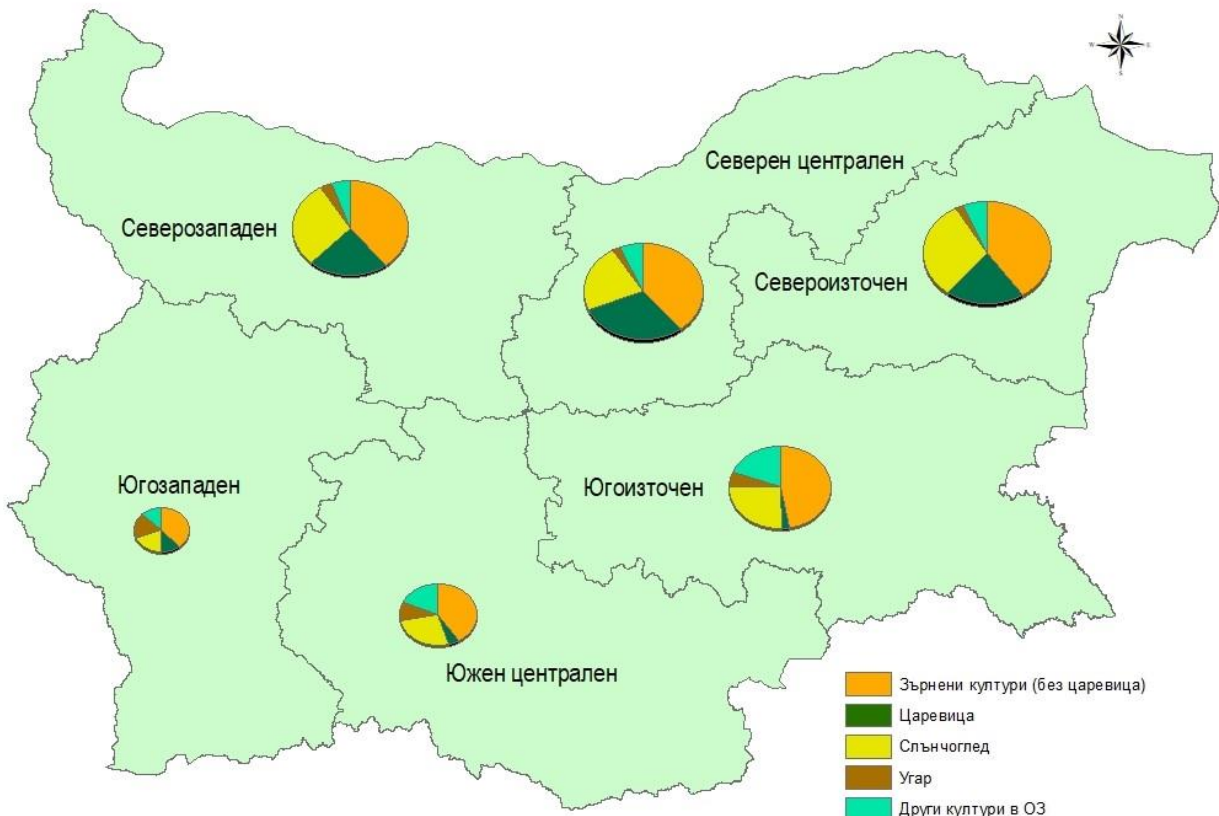 N
W
S
Северен централен
Северозападен
Североизточен
Югозападен
Югоизточен
Южен централен
Зърнени култури (без царевица)
Царевица
Слънчоглед
Угар
Други култури в ОЗ